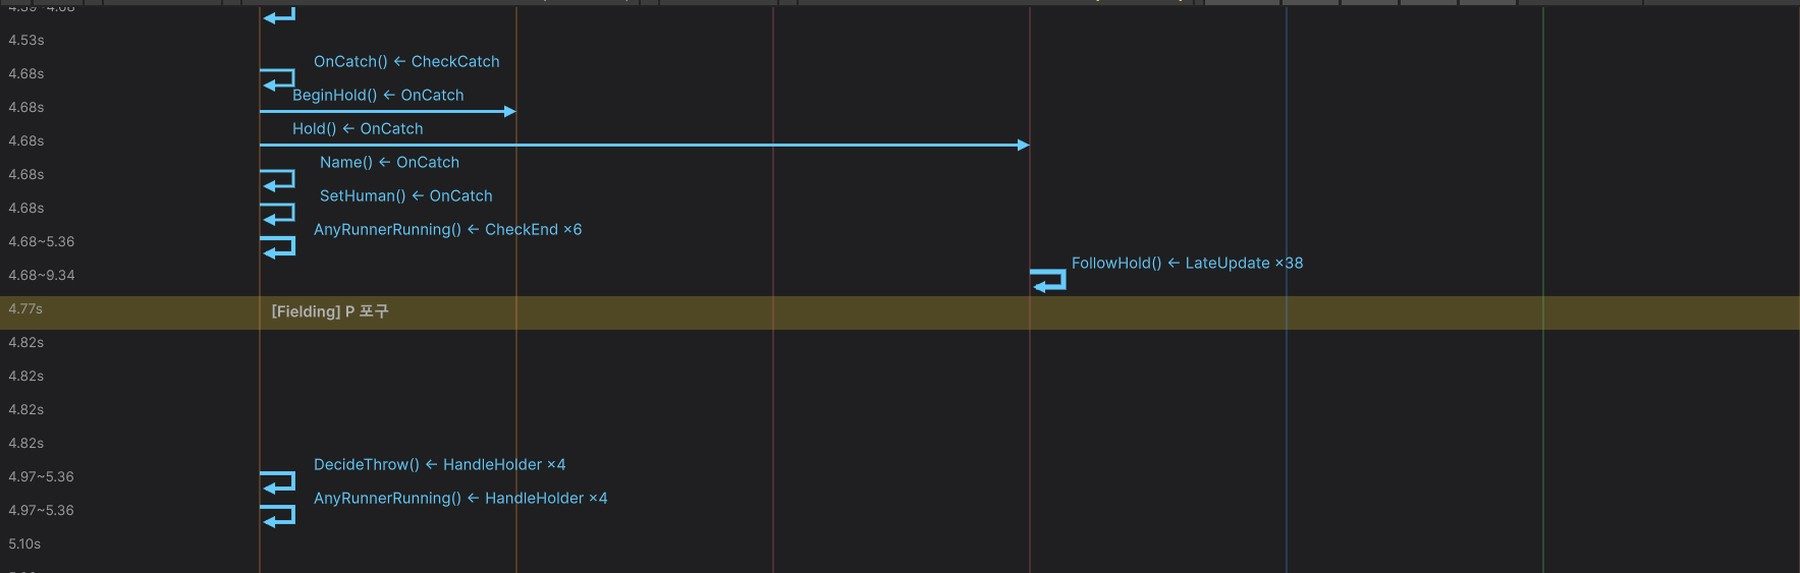 4.53s
OnCatch() ← CheckCatch
4.68s
BeginHold() ← OnCatch
4.68s
Hold() ← OnCatch
4.68s
Name() ← OnCatch
4.68s
SetHuman() ← OnCatch
4.68s
AnyRunnerRunning() ← CheckEnd ×6
4.68~5.36
FollowHold() ← LateUpdate ×38
4.68~9.34
4.77s [Fielding] P 포구
4.82s
4.82s
4.82s
4.82s
DecideThrow() ← HandleHolder ×4
4.97~5.36
AnyRunnerRunning() ← HandleHolder ×4
4.97~5.36
5.10s